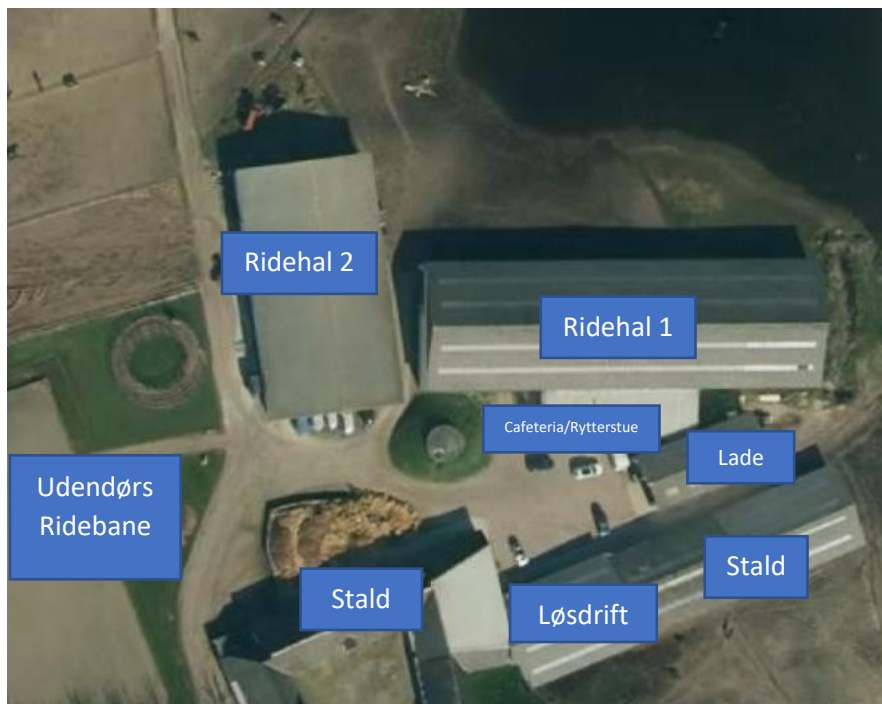 Ridehal 2
Ridehal 1
Cafeteria/Rytterstue
Lade
Udendørs
Ridebane
Stald
Stald
Løsdrift